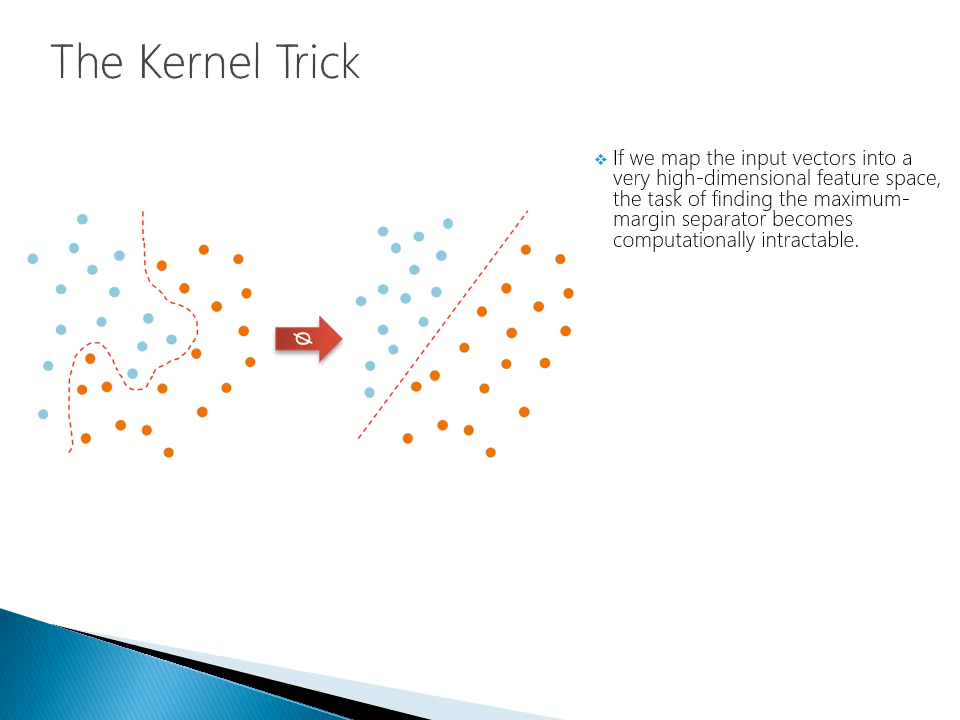 The Kernel Trick
If we map the input vectors into a
very high-dimensional feature space,
the task of finding the maximum-
margin separator becomes
computationally intractable.
Ø